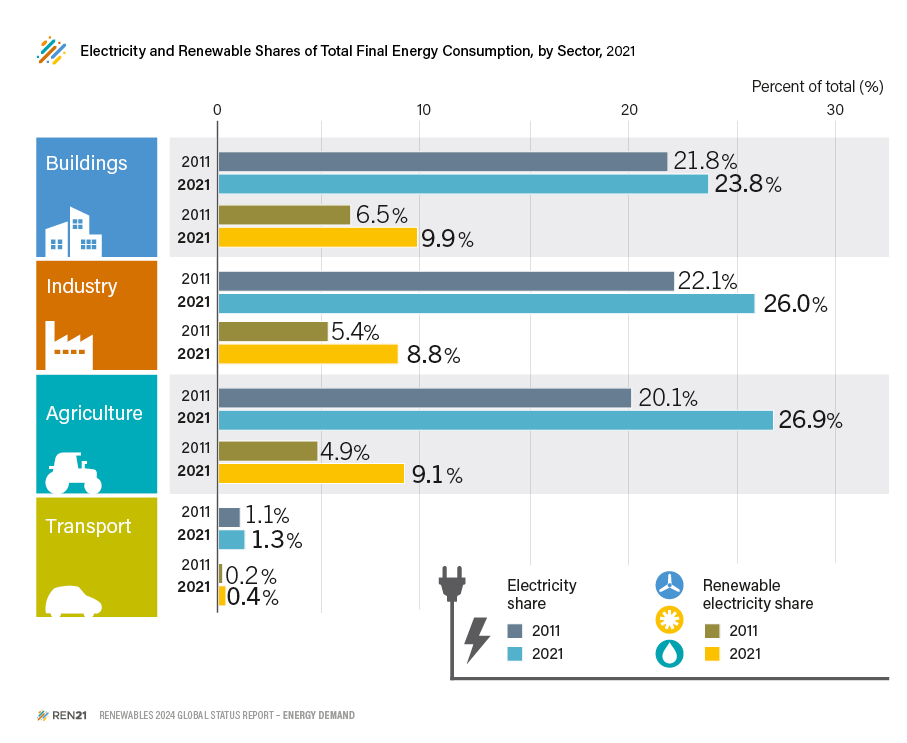 Electricity and Renewable Shares of Total Final Energy Consumption, by Sector, 2021
Percent of total (%)
0 10 20 30
Buildings
2011 21.8%
2021 23.8%
2011 6.5%
2021 9.9%
Industry
2011 22.1%
2021 26.0%
2011 5.4%
2021 8.8%
Agriculture
2011 20.1%
2021 26.9%
2011 4.9%
2021 9.1%
Transport
2011 1.1%
2021 1.3%
2011 0.2%
2021 0.4%
Electricity
share
2011
2021
Renewable
electricity share
2011
2021
REN21 RENEWABLES 2024 GLOBAL STATUS REPORT – ENERGY DEMAND